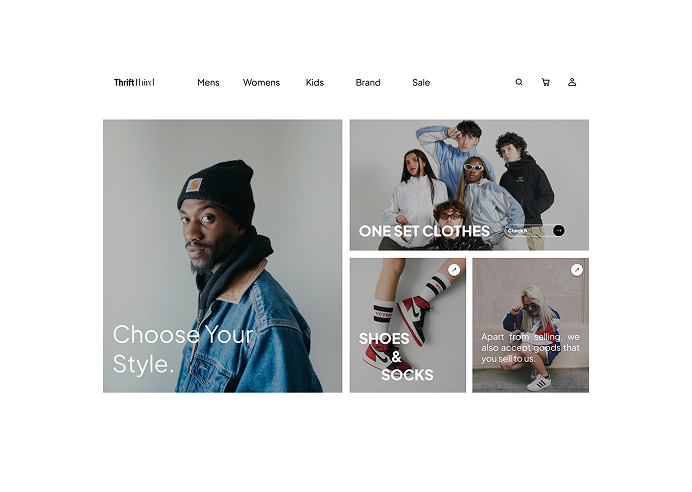 ThriftThird
Mens
Womens
Kids
Brand
Sale
Choose Your
Style.
ONE SET CLOTHES
Check it
SHOES
&
SOCKS
Apart from selling, we
also accept goods that
you sell to us.